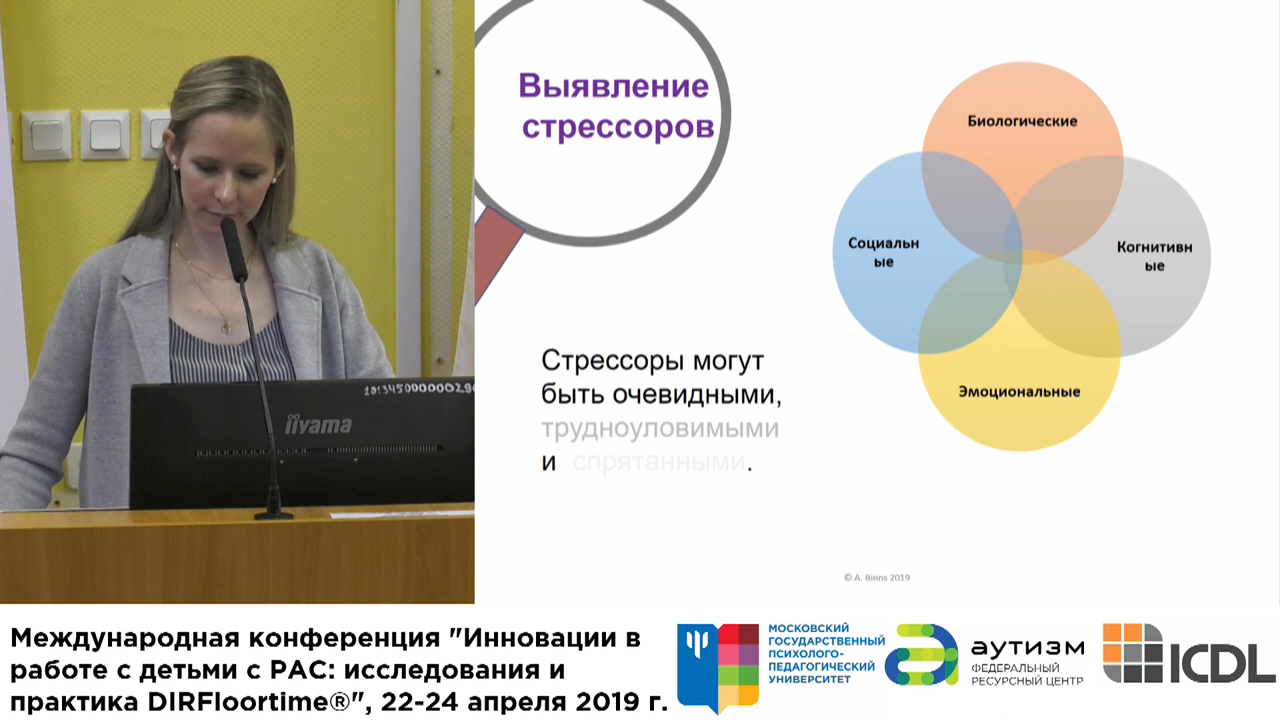 Выявление
стрессоров
Биологические
Социальн
ые
Когнитивн
ые
Эмоциональные
Стрессоры могут
быть очевидными,
трудноуловимыми
и спрятанными.
© A. Binns 2019
iiyama
Международная конференция "Инновации в
работе с детьми с РАС: исследования и
практика DIRFloortime®", 22-24 апреля 2019 г.
МОСКОВСКИЙ
ГОСУДАРСТВЕННЫЙ
ПСИХОЛОГО-
ПЕДАГОГИЧЕСКИЙ
УНИВЕРСИТЕТ
аутизм
ФЕДЕРАЛЬНЫЙ
РЕСУРСНЫЙ ЦЕНТР
ICDL